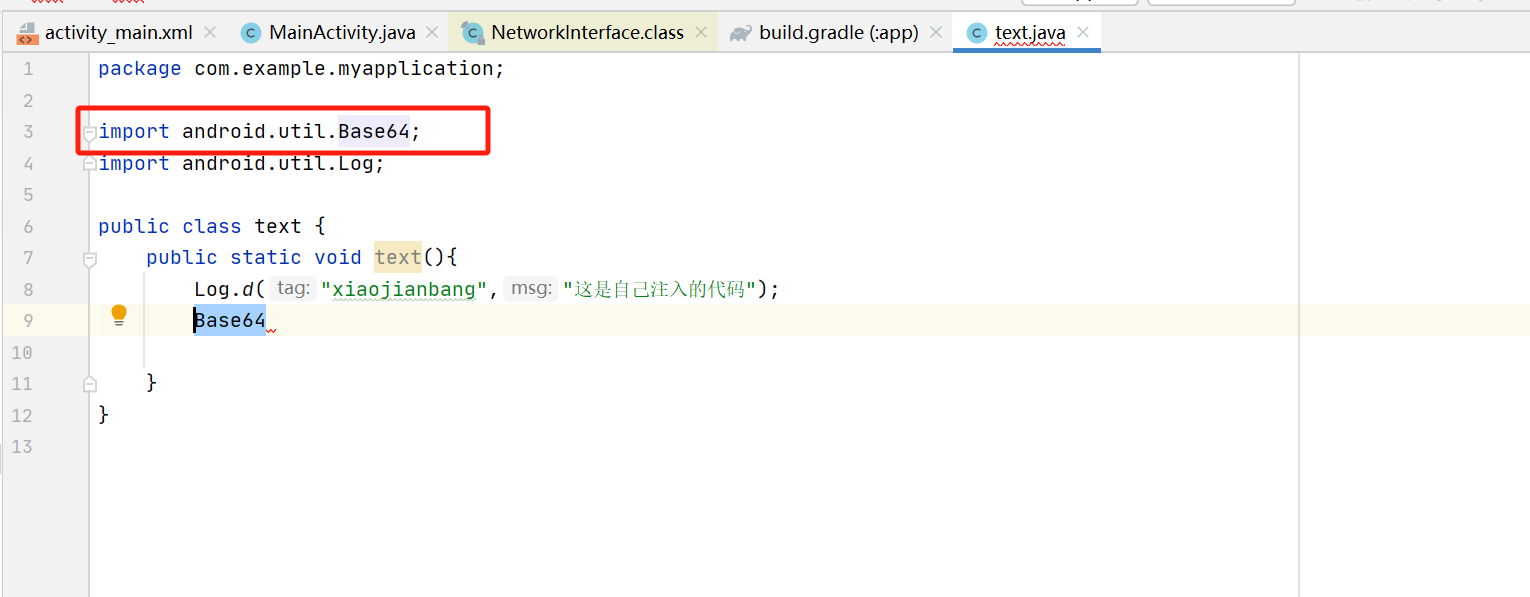 activity_main.xml MainActivity.java NetworkInterface.class build.gradle (:app) text.java
1 package com.example.myapplication;
2
3 import android.util.Base64;
4 import android.util.Log;
5
6 public class text {
7 public static void text(){
8 Log.d( tag: "xiaojianbang", msg: "这是自己注入的代码");
9 Base64
10
11 }
12 }
13